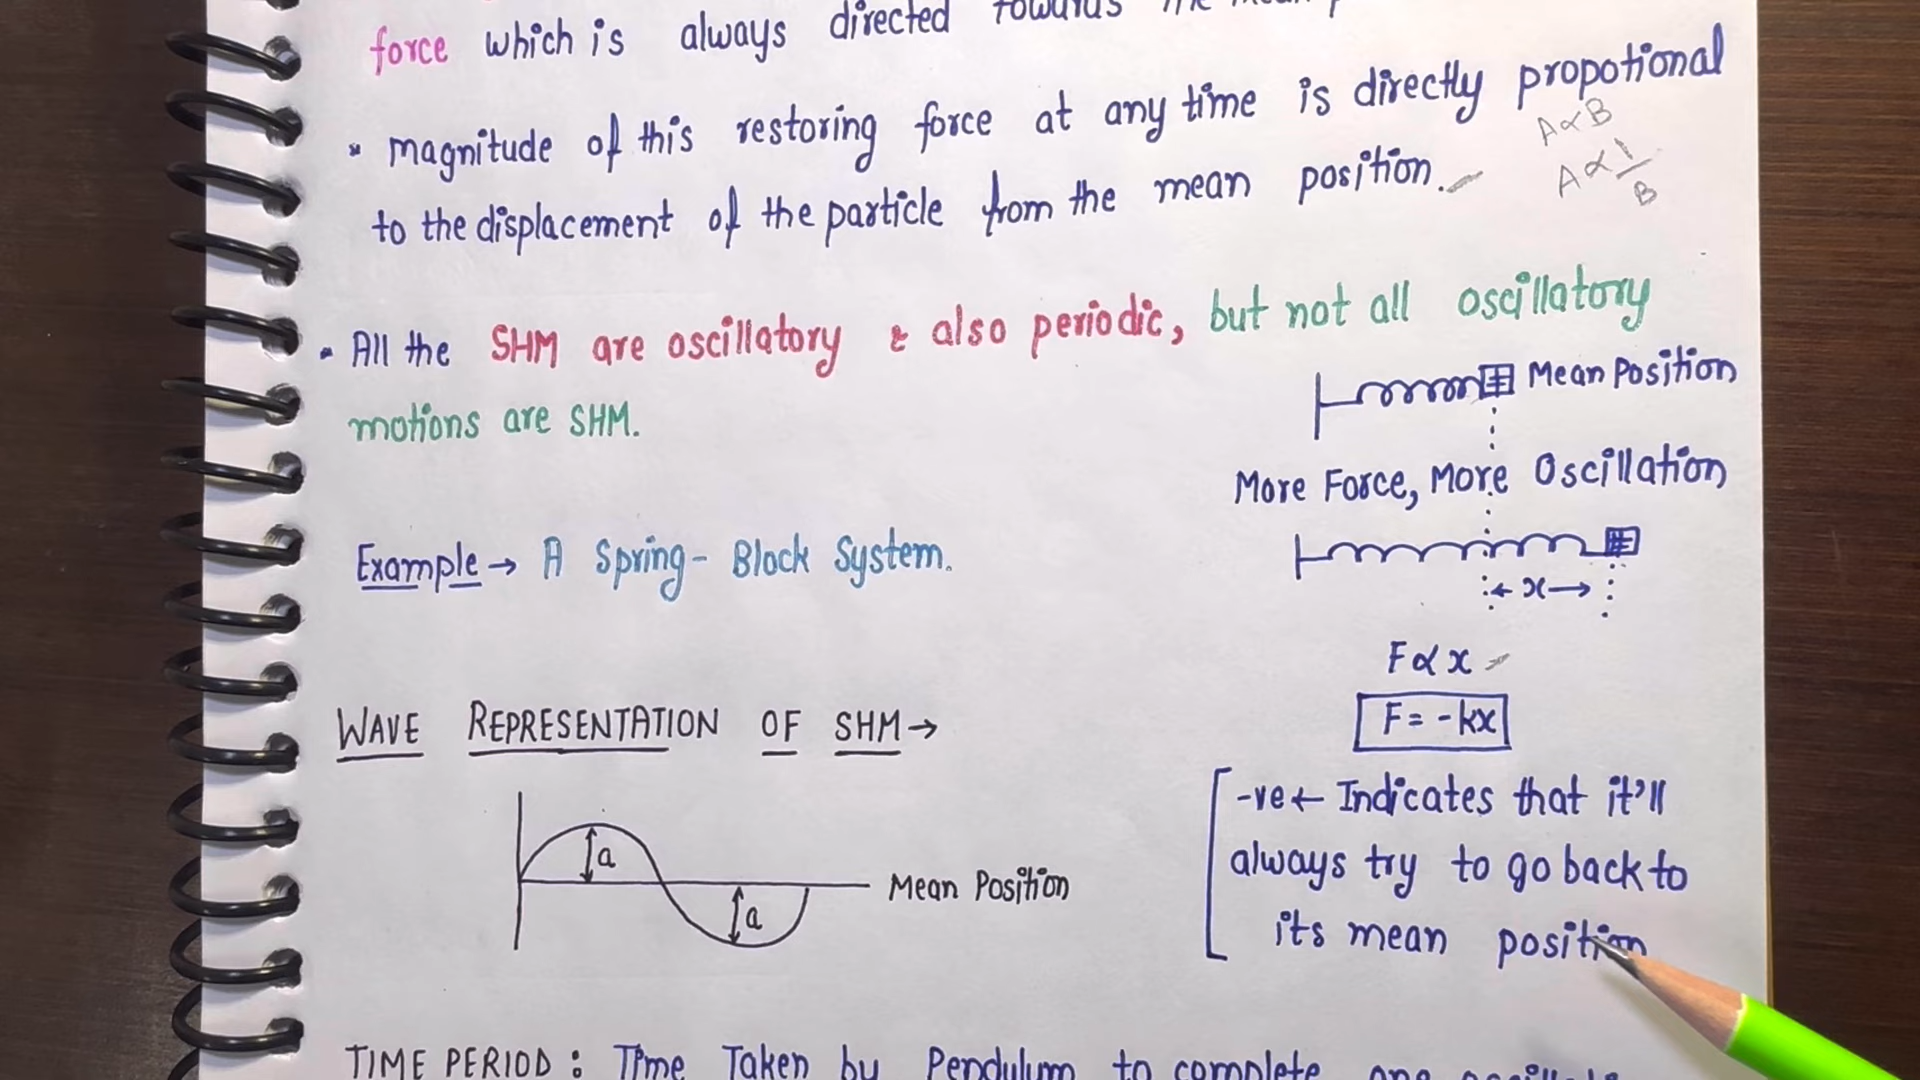 force which is always directed towards the mean
* magnitude of this restoring force at any time is directly propotional
A∝B
A∝1/B
to the displacement of the particle from the mean position.
• All the SHM are oscillatory & also periodic, but not all oscillatory
motions are SHM.
Mean Position
More Force, More Oscillation
Example → A Spring-Block System.
←x→
F∝x
F=-kx
WAVE REPRESENTATION OF SHM→
a
a
Mean Position
-ve← Indicates that it'll
always try to go back to
its mean position
TIME PERIOD: Time Taken by Pendulum to complete one